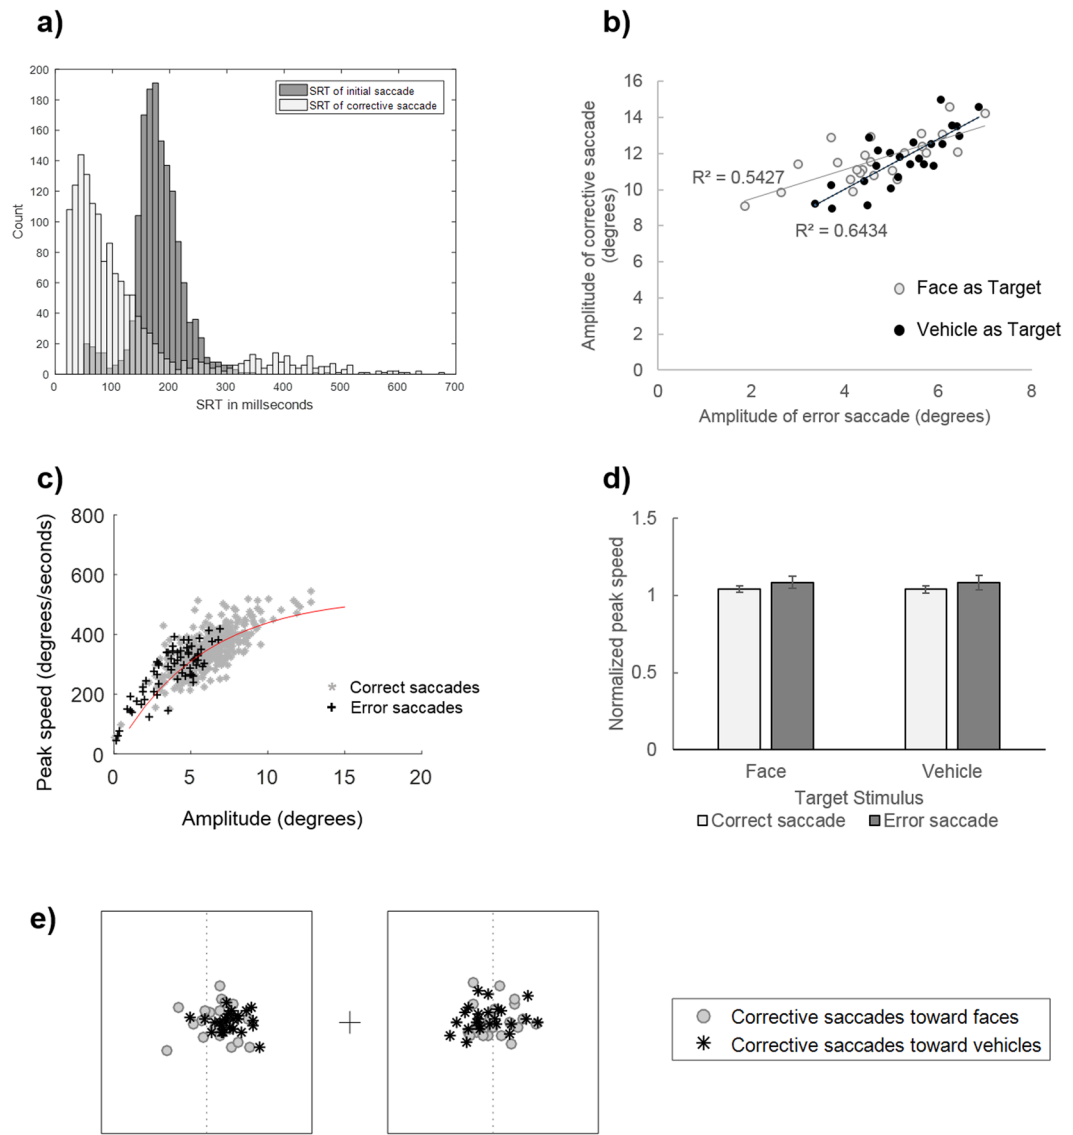 a)
200
180
170
160
140
120
100
80
60
40
20
0
Count
0
100
200
300
400
500
600
700
SRT in millseconds
SRT of initial saccade
SRT of corrective saccade
b)
16
14
12
10
8
6
4
2
0
Amplitude of corrective saccade
(degrees)
R² = 0.5427
R² = 0.6434
Face as Target
Vehicle as Target
0
2
4
6
8
Amplitude of error saccade (degrees)
c)
800
600
400
200
0
Peak speed (degrees/seconds)
Correct saccades
Error saccades
0
5
10
15
20
Amplitude (degrees)
d)
1.5
1
0.5
0
Normalized peak speed
Face
Vehicle
Target Stimulus
Correct saccade
Error saccade
e)
Corrective saccades toward faces
Corrective saccades toward vehicles